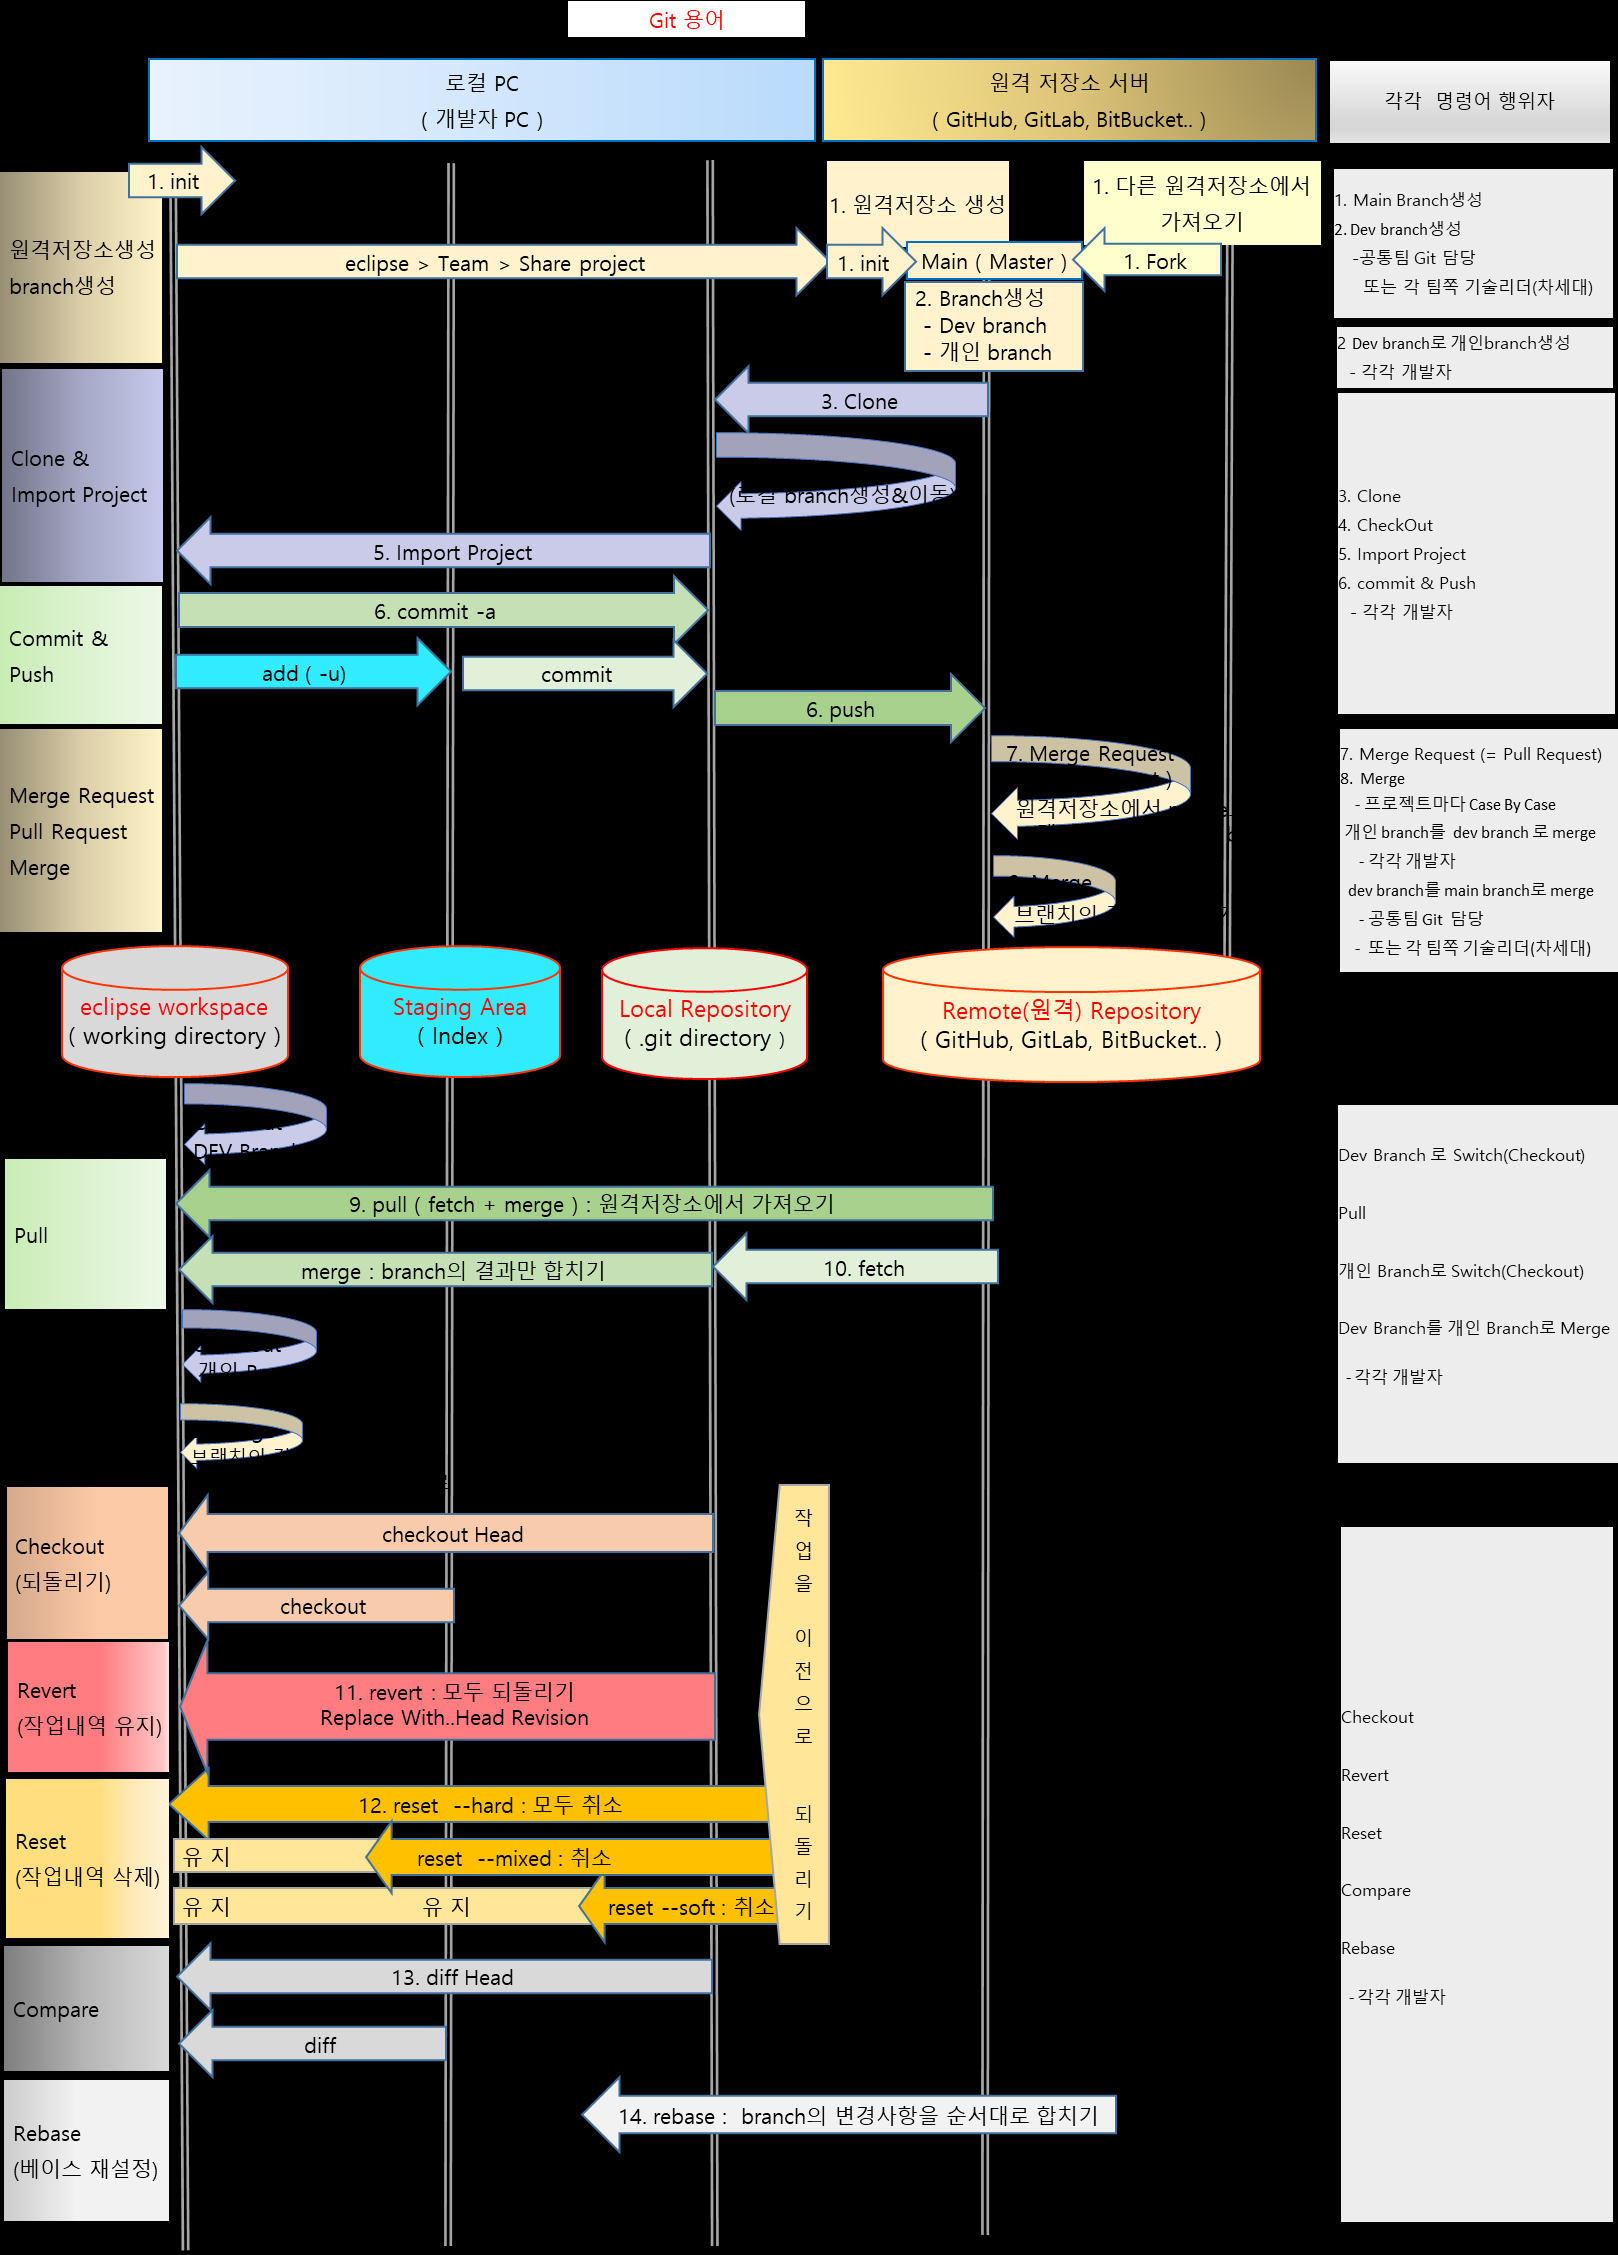 Git 용어
로컬 PC
( 개발자 PC )
원격 저장소 서버
( GitHub, GitLab, BitBucket.. )
각각 명령어 행위자
원격저장소생성
branch생성
1. init
eclipse > Team > Share project
1. 원격저장소 생성
1. init
Main ( Master )
1. 다른 원격저장소에서
가져오기
1. Fork
2. Branch생성
- Dev branch
- 개인 branch
1. Main Branch생성
2. Dev branch생성
-공통팀 Git 담당
또는 각 팀쪽 기술리더(차세대)
2 Dev branch로 개인branch생성
- 각각 개발자
Clone &
Import Project
3. Clone
(로컬 branch생성&이동)
5. Import Project
3. Clone
4. CheckOut
5. Import Project
6. commit & Push
- 각각 개발자
Commit &
Push
6. commit -a
add ( -u)
commit
6. push
Merge Request
Pull Request
Merge
7. Merge Request
원격저장소에서
Merge
브랜치의
7. Merge Request (= Pull Request)
8. Merge
- 프로젝트마다 Case By Case
개인 branch를 dev branch 로 merge
- 각각 개발자
dev branch를 main branch로 merge
- 공통팀 Git 담당
- 또는 각 팀쪽 기술리더(차세대)
eclipse workspace
( working directory )
Staging Area
( Index )
Local Repository
( .git directory )
Remote(원격) Repository
( GitHub, GitLab, BitBucket.. )
DEV
Pull
9. pull ( fetch + merge ) : 원격저장소에서 가져오기
merge : branch의 결과만 합치기
10. fetch
개인
브랜치의
Dev Branch 로 Switch(Checkout)
Pull
개인 Branch로 Switch(Checkout)
Dev Branch를 개인 Branch로 Merge
- 각각 개발자
Checkout
(되돌리기)
checkout Head
checkout
작업을 이전으로 되돌리기
Revert
(작업내역 유지)
11. revert : 모두 되돌리기
Replace With..Head Revision
Reset
(작업내역 삭제)
12. reset --hard : 모두 취소
유 지
reset --mixed : 취소
유 지
유 지
reset --soft : 취소
Compare
13. diff Head
diff
Rebase
(베이스 재설정)
14. rebase : branch의 변경사항을 순서대로 합치기
Checkout
Revert
Reset
Compare
Rebase
- 각각 개발자